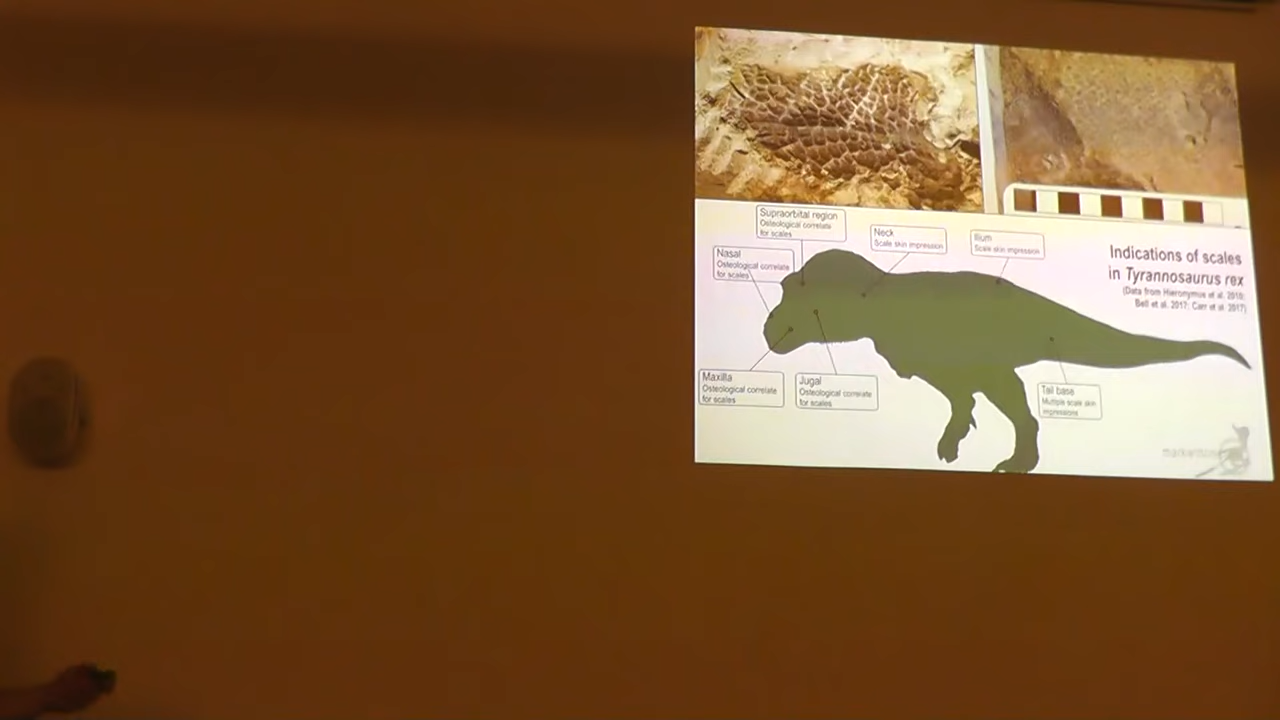 Supraorbital region
Osteological correlate
for scales
Neck
Scale skin impression
Ilium
Scale skin impression
Nasal
Osteological correlate
for scales
Indications of scales
in Tyrannosaurus rex
(Data from Hieronymus et al. 2010;
Bell et al. 2017; Carr et al. 2017)
Maxilla
Osteological correlate
for scales
Jugal
Osteological correlate
for scales
Tail base
Multiple scale skin
impressions